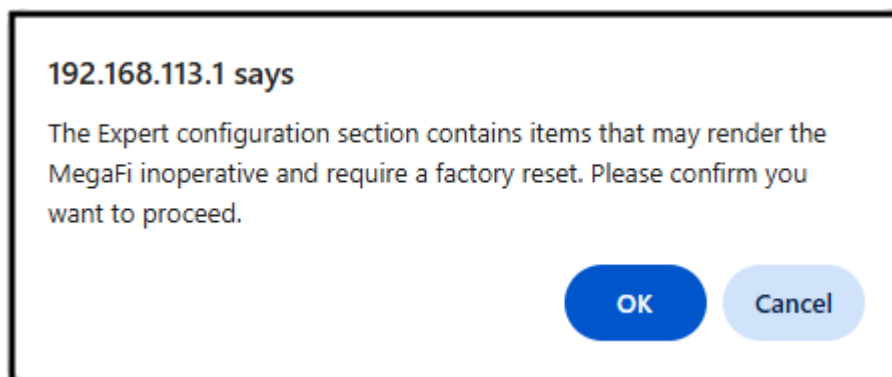 192.168.113.1 says
The Expert configuration section contains items that may render the
MegaFi inoperative and require a factory reset. Please confirm you
want to proceed.
OK
Cancel